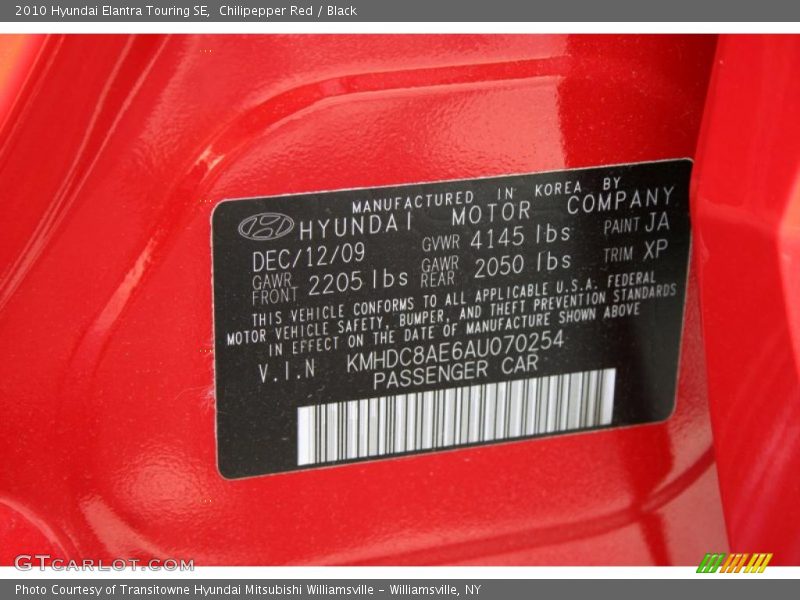 2010 Hyundai Elantra Touring SE, Chilipepper Red / Black
MANUFACTURED IN KOREA BY
HYUNDAI MOTOR COMPANY
DEC/12/09 GVWR 4145 lbs PAINT JA
GAWR FRONT 2205 lbs GAWR REAR 2050 lbs TRIM XP
THIS VEHICLE CONFORMS TO ALL APPLICABLE U.S.A. FEDERAL
MOTOR VEHICLE SAFETY, BUMPER, AND THEFT PREVENTION STANDARDS
IN EFFECT ON THE DATE OF MANUFACTURE SHOWN ABOVE
V.I.N KMHDC8AE6AU070254
PASSENGER CAR
GTCARLOT.COM
Photo Courtesy of Transitowne Hyundai Mitsubishi Williamsville - Williamsville, NY